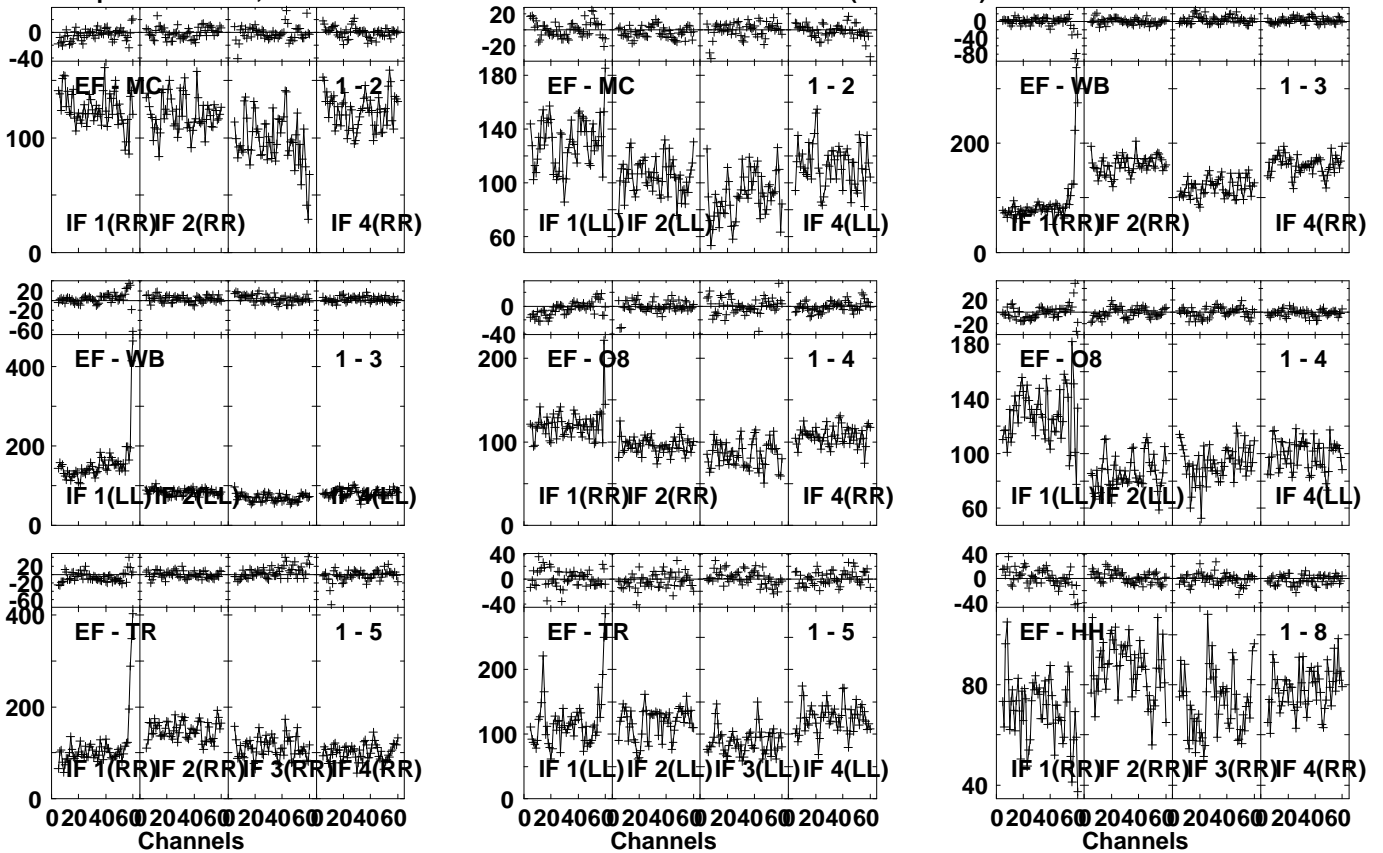 0
-40
EF - MC
1 - 2
100
0
IF 1(RR)
IF 2(RR)
IF 4(RR)
20
-20
180
140
100
60
EF - MC
1 - 2
IF 1(LL)
IF 2(LL)
IF 4(LL)
0
-40
-80
200
0
EF - WB
1 - 3
IF 1(RR)
IF 2(RR)
IF 4(RR)
20
-20
-60
400
200
0
EF - WB
1 - 3
IF 1(LL)
IF 2(LL)
IF 4(LL)
0
-40
200
100
0
EF - O8
1 - 4
IF 1(RR)
IF 2(RR)
IF 4(RR)
20
-20
180
140
100
60
EF - O8
1 - 4
IF 1(LL)
IF 2(LL)
IF 4(LL)
20
-20
-60
400
200
0
EF - TR
1 - 5
IF 1(RR)
IF 2(RR)
IF 3(RR)
IF 4(RR)
0 20 40 60 0 20 40 60 0 20 40 60 0 20 40 60
Channels
40
0
-40
200
100
0
EF - TR
1 - 5
IF 1(LL)
IF 2(LL)
IF 3(LL)
IF 4(LL)
0 20 40 60 0 20 40 60 0 20 40 60 0 20 40 60
Channels
40
0
-40
80
40
EF - HH
1 - 8
IF 1(RR)
IF 2(RR)
IF 3(RR)
IF 4(RR)
0 20 40 60 0 20 40 60 0 20 40 60 0 20 40 60
Channels